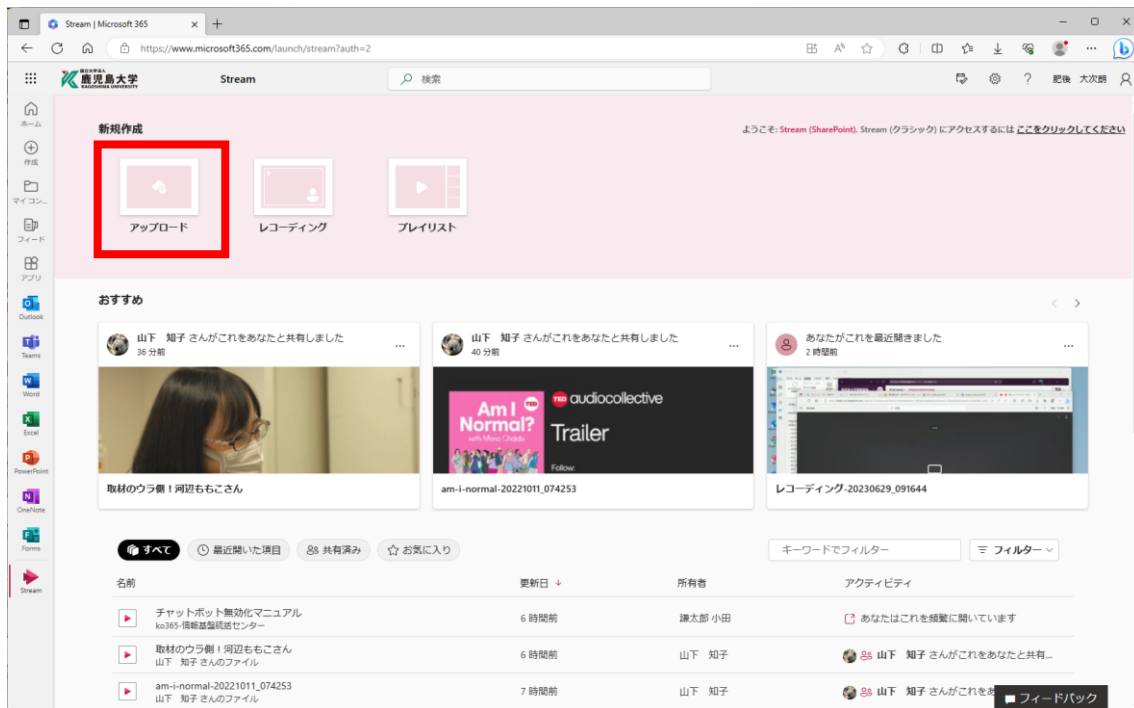 Stream | Microsoft 365
https://www.microsoft365.com/launch/stream?auth=2
国立大学法人
鹿児島大学
KAGOSHIMA UNIVERSITY
Stream
検索
肥後 大次朗
ホーム
作成
マイ コン...
フィード
アプリ
Outlook
Teams
Word
Excel
PowerPoint
OneNote
Forms
Stream
新規作成
ようこそ: Stream (SharePoint). Stream (クラシック) にアクセスするには ここをクリックしてください
アップロード
レコーディング
プレイリスト
おすすめ
山下 知子 さんがこれをあなたと共有しました
36 分前
山下 知子 さんがこれをあなたと共有しました
40 分前
あなたがこれを最近開きました
2 時間前
Am I Normal?
with Mona Chalabi
TED audiocollective
Trailer
Follow:
取材のウラ側！河辺ももこさん
am-i-normal-20221011_074253
レコーディング-20230629_091644
すべて
最近開いた項目
共有済み
お気に入り
キーワードでフィルター
フィルター
名前
更新日 ↓
所有者
アクティビティ
チャットボット無効化マニュアル
ko365-情報基盤統括センター
6 時間前
謙太郎 小田
あなたはこれを頻繁に開いています
取材のウラ側！河辺ももこさん
山下 知子 さんのファイル
6 時間前
山下 知子
山下 知子 さんがこれをあなたと共有...
am-i-normal-20221011_074253
山下 知子 さんのファイル
7 時間前
山下 知子
山下 知子 さんがこれをあ
フィードバック